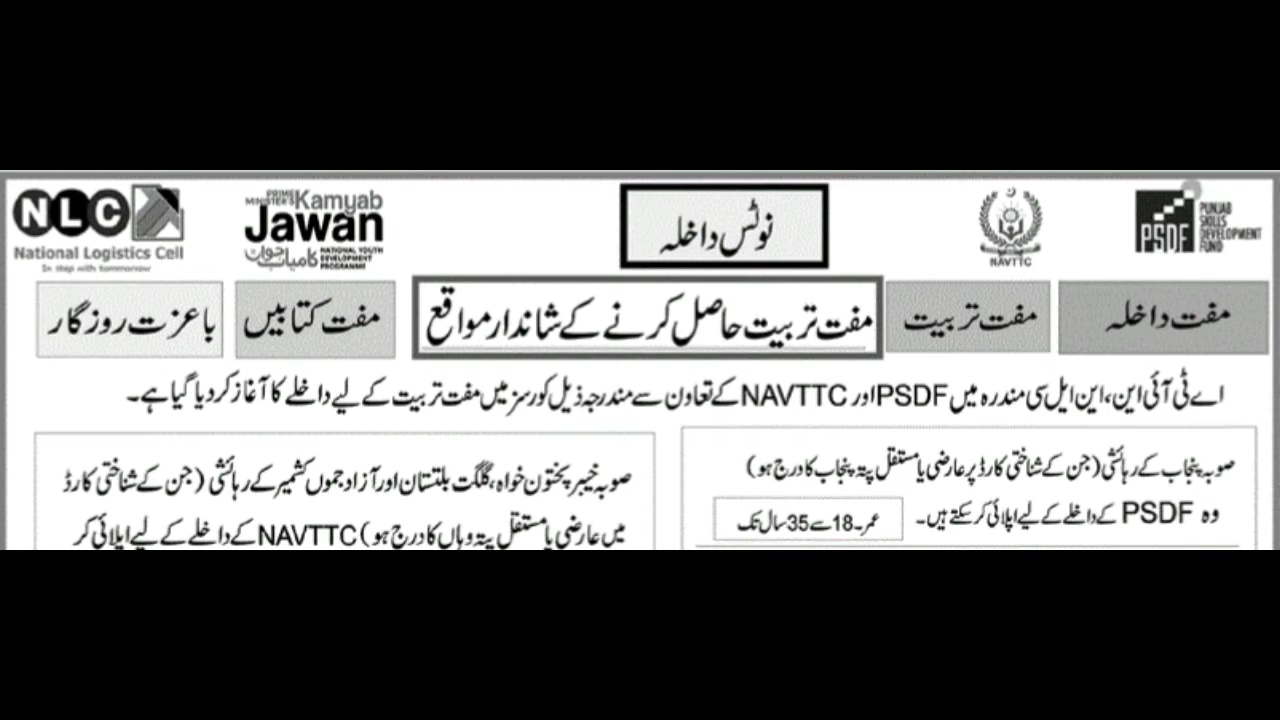 NLC
National Logistics Cell
In step with tommorrow
PRIME MINISTER'S Kamyab
Jawan
کامیاب جوان
NATIONAL YOUTH DEVELOPMENT PROGRAMME
نوٹس داخلہ
NAVTTC
PSDF
PUNJAB SKILLS DEVELOPMENT FUND
مفت داخلہ
مفت تربیت
مفت تربیت حاصل کرنے کے شاندار مواقع
مفت کتابیں
باعزت روزگار
اے ٹی آئی این، این ایل سی مندرہ میں PSDF اور NAVTTC کے تعاون سے مندرجہ ذیل کورسز میں مفت تربیت کے لیے داخلے کا آغاز کر دیا گیا ہے۔
صوبہ پنجاب کے رہائشی (جن کے شناختی کارڈ پر عارضی یا مستقل پتہ پنجاب کا درج ہو)
وہ PSDF کے داخلے کے لیے اپلائی کر سکتے ہیں۔
عمر۔ 18 سے 35 سال تک
صوبہ خیبر پختون خواہ، گلگت بلتستان اور آزاد جموں کشمیر کے رہائشی (جن کے شناختی کارڈ
میں عارضی یا مستقل پتہ وہاں کا درج ہو) NAVTTC کے داخلے کے لیے اپلائی کر